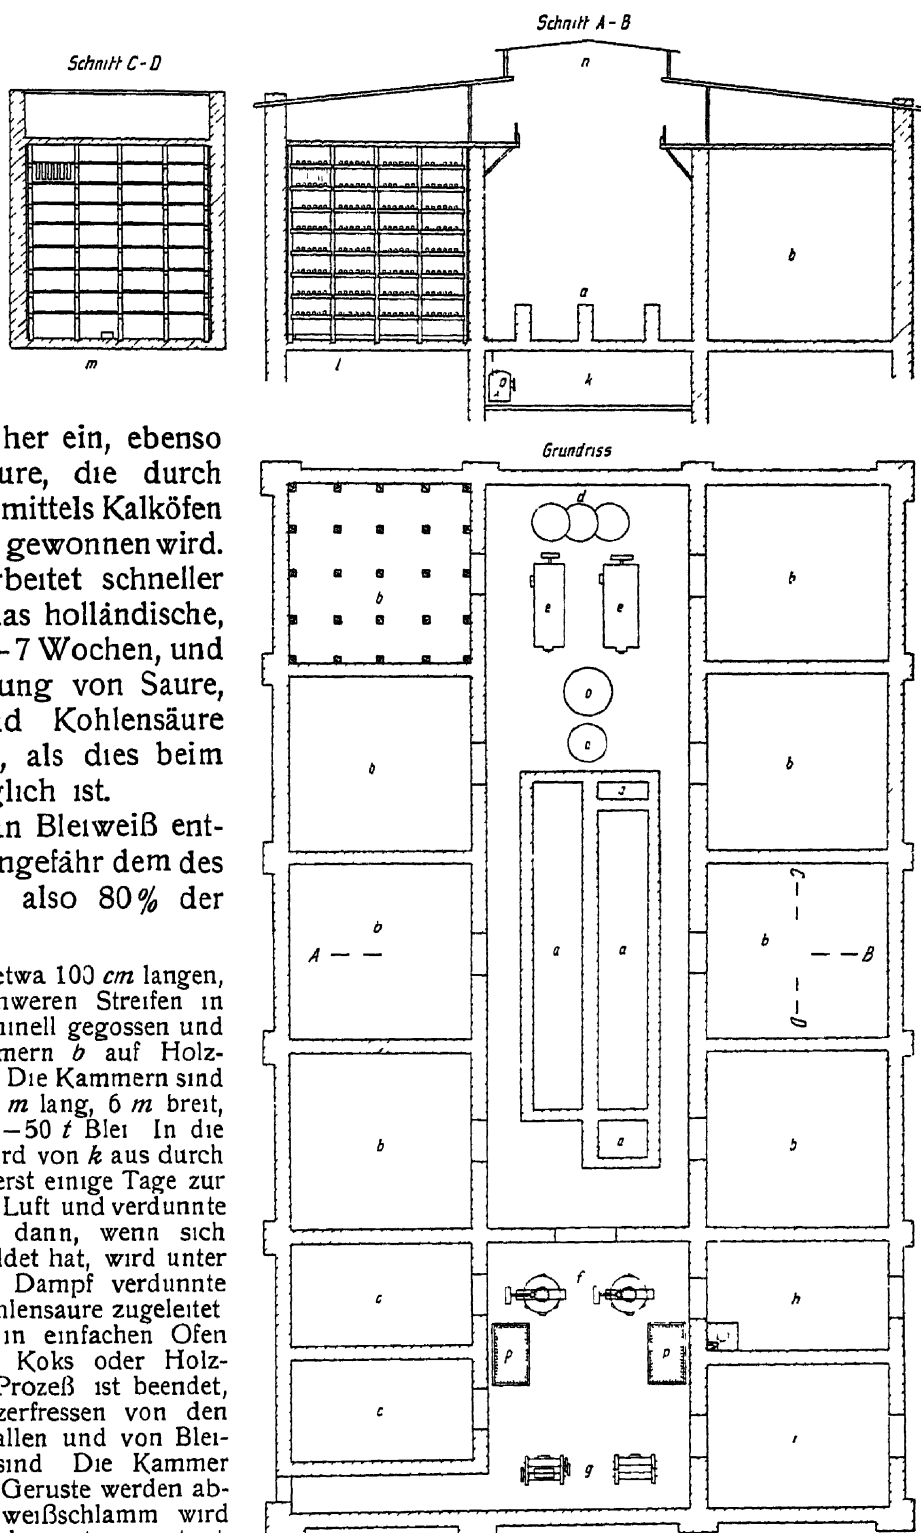 Schnitt A-B
Schnitt C-D
n
b
a
m
l
k
o
her ein, ebenso
ure, die durch
mittels Kalköfen
gewonnen wird.
rbeitet schneller
as holländische,
–7 Wochen, und
ung von Saure,
d Kohlensäure
, als dies beim
glich ist.
n Bleiweiß ent-
ngefähr dem des
also 80% der
etwa 100 cm langen,
hweren Streifen in
hinell gegossen und
mern b auf Holz-
Die Kammern sind
m lang, 6 m breit,
–50 t Blei In die
rd von k aus durch
erst einige Tage zur
Luft und verdunnte
dann, wenn sich
ldet hat, wird unter
Dampf verdunnte
hlensaure zugeleitet
in einfachen Ofen
Koks oder Holz-
Prozeß ist beendet,
zerfressen von den
allen und von Blei-
sind Die Kammer
Geruste werden ab-
weißschlamm wird
Grundriss
d
b
e e
b
b
b
a
a a
b
A — — b
C
b — — B
D
b
a
b
c
f
h
p p
c
i
g